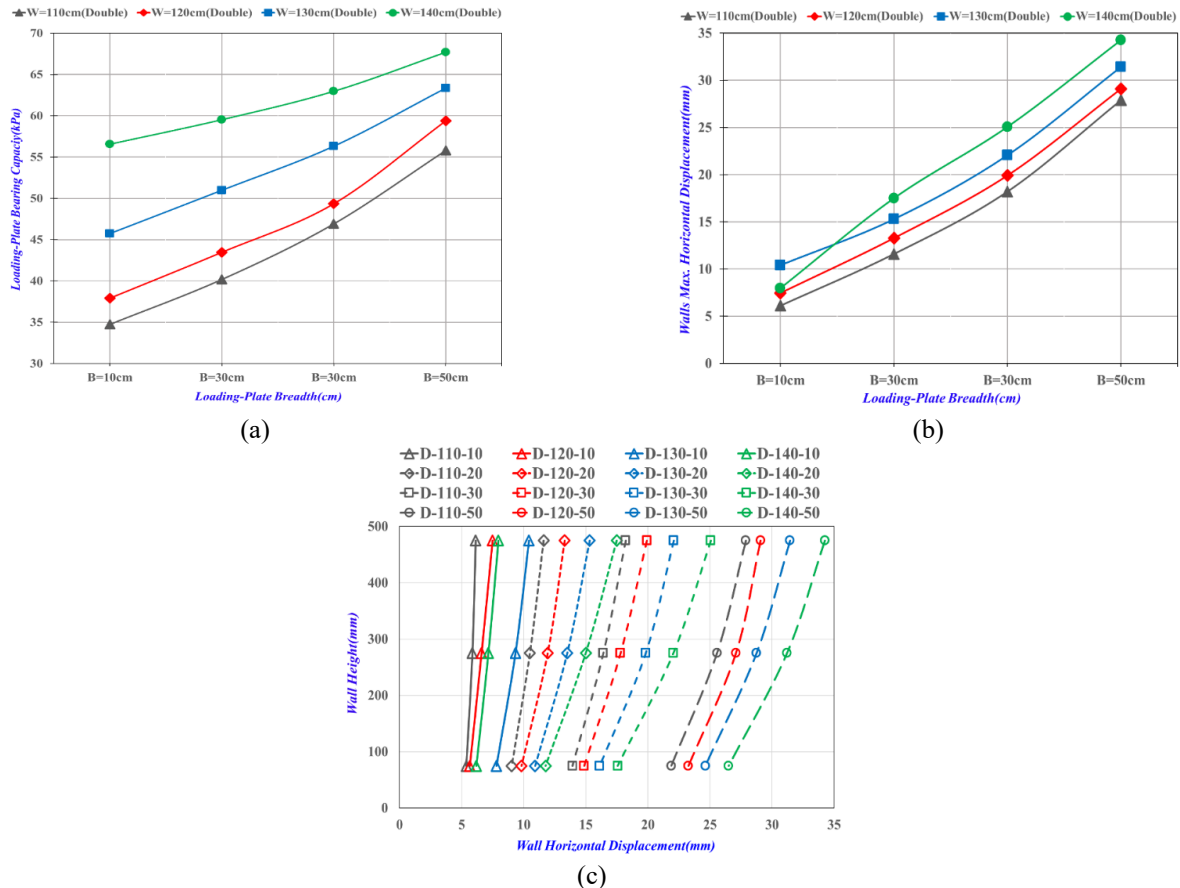 W=110cm(Double) W=120cm(Double) W=130cm(Double) W=140cm(Double)
70
65
60
55
50
45
40
35
30
Loading-Plate Bearing Capaciy(kPa)
B=10cm B=30cm B=30cm B=50cm
Loading-Plate Breadth(cm)
(a)
W=110cm(Double) W=120cm(Double) W=130cm(Double) W=140cm(Double)
35
30
25
20
15
10
5
0
Walls Max. Horizontal Displacement(mm)
B=10cm B=30cm B=30cm B=50cm
Loading-Plate Breadth(cm)
(b)
D-110-10 D-120-10 D-130-10 D-140-10
D-110-20 D-120-20 D-130-20 D-140-20
D-110-30 D-120-30 D-130-30 D-140-30
D-110-50 D-120-50 D-130-50 D-140-50
500
400
300
200
100
0
Wall Height(mm)
0 5 10 15 20 25 30 35
Wall Horizontal Displacement(mm)
(c)